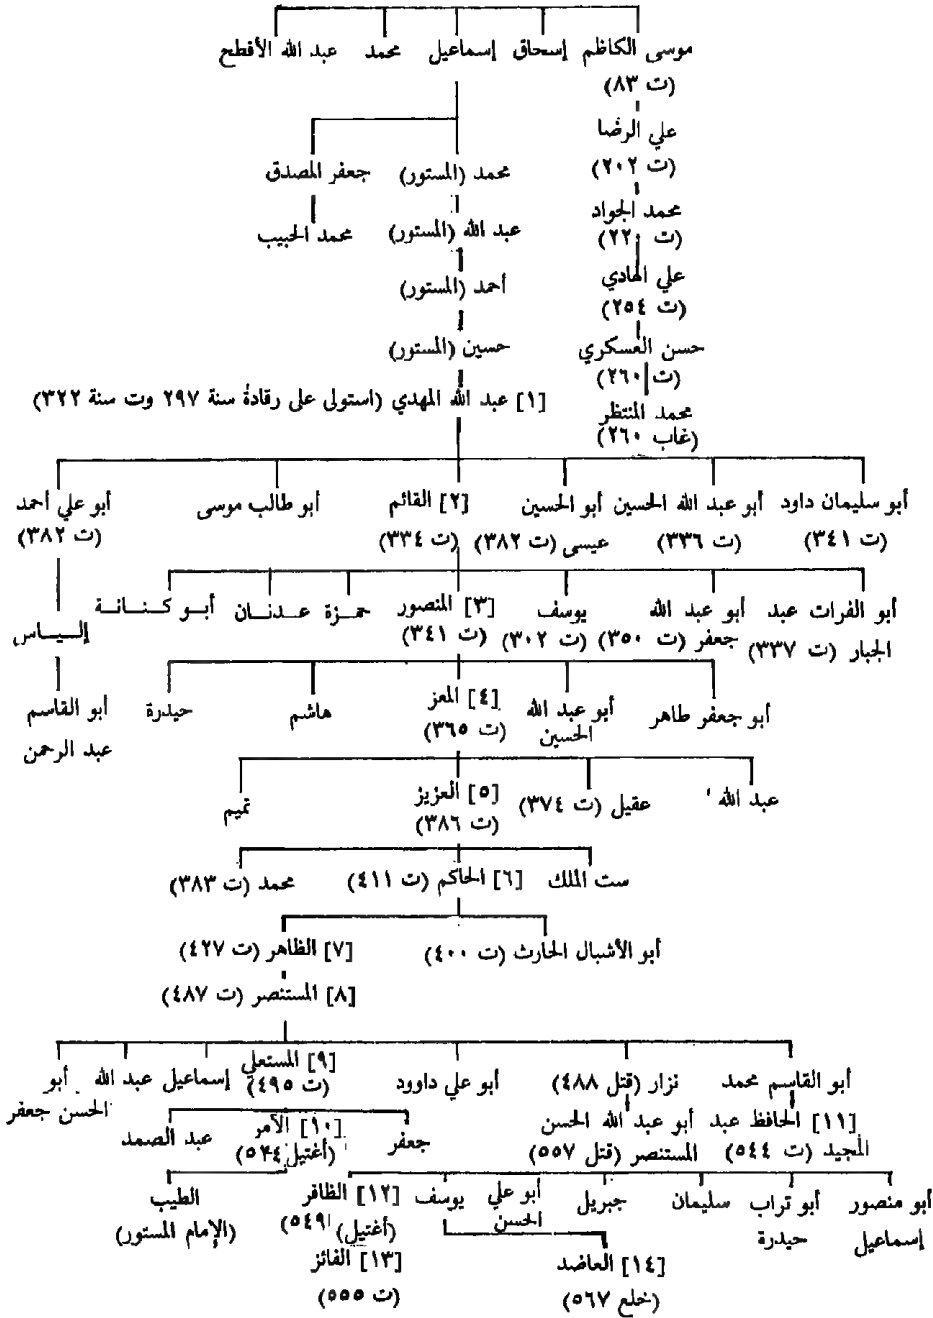 موسى الكاظم إسحاق إسماعيل محمد عبد الله الأفطح
(ت ٨٣)
علي الرضا
(ت ٢٠٢)
محمد (المستور) جعفر المصدق
محمد الجواد
(ت ٢٢٠)
عبد الله (المستور) محمد الحبيب
علي الهادي
(ت ٢٥٤)
أحمد (المستور)
حسن العسكري
(ت ٢٦٠)
حسين (المستور)
محمد المنتظر
(غاب ٢٦٠)
[١] عبد الله المهدي (استولى على رقادة سنة ٢٩٧ وت سنة ٣٢٢)
أبو سليمان داود أبو عبد الله الحسين أبو الحسين [٢] القائم أبو طالب موسى أبو علي أحمد
(ت ٣٤١) (ت ٣٣٦) عيسى (ت ٣٨٢) (ت ٣٣٤) (ت ٣٨٢)
أبو الفرات عبد أبو عبد الله يوسف [٣] المنصور حمزة عدنان أبو كنانة
الجبار (ت ٣٣٧) جعفر (ت ٣٥٠) (ت ٣٠٢) (ت ٣٤١) إلياس
أبو جعفر طاهر أبو عبد الله [٤] المعز هاشم حيدرة أبو القاسم
الحسين (ت ٣٦٥) عبد الرحمن
عبد الله عقيل (ت ٣٧٤) [٥] العزيز تميم
(ت ٣٨٦)
ست الملك [٦] الحاكم (ت ٤١١) محمد (ت ٣٨٣)
أبو الأشبال الحارث (ت ٤٠٠) [٧] الظاهر (ت ٤٢٧)
[٨] المستنصر (ت ٤٨٧)
أبو القاسم محمد نزار (قتل ٤٨٨) أبو علي داوود [٩] المستعلي إسماعيل عبد الله أبو
(ت ٤٩٥) الحسن جعفر
[١١] الحافظ عبد أبو عبد الله الحسن جعفر [١٠] الآمر عبد الصمد
المجيد (ت ٥٤٤) المستنصر (قتل ٥٥٧) (أغتيل ٥٢٤)
أبو منصور أبو تراب سليمان جبريل أبو علي يوسف [١٢] الظافر الطيب
إسماعيل حيدرة الحسن (أغتيل ٥٤٩) (الإمام المستور)
[١٤] العاضد [١٣] الفائز
(خلع ٥٦٧) (ت ٥٥٥)